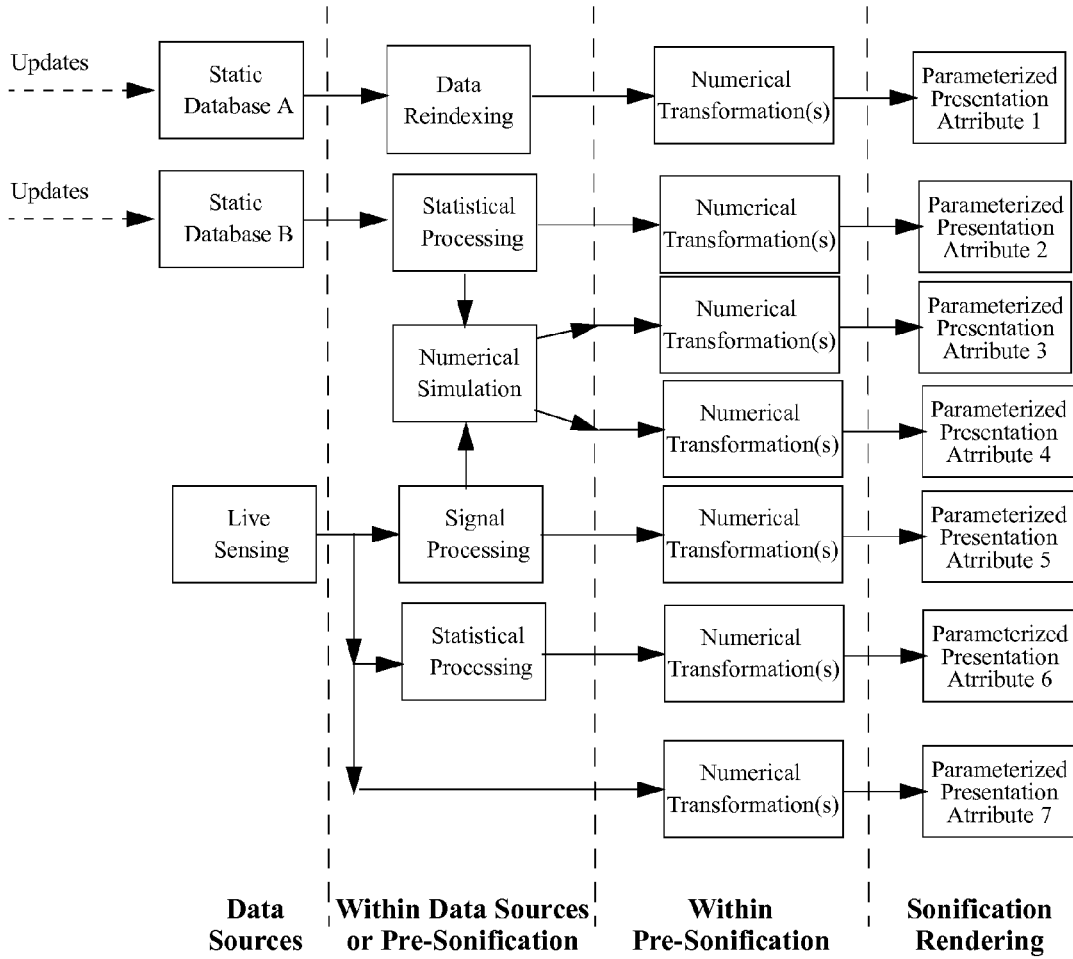 Updates
Static
Database A
Data
Reindexing
Numerical
Transformation(s)
Parameterized
Presentation
Atrribute 1
Updates
Static
Database B
Statistical
Processing
Numerical
Transformation(s)
Parameterized
Presentation
Atrribute 2
Numerical
Simulation
Numerical
Transformation(s)
Parameterized
Presentation
Atrribute 3
Numerical
Transformation(s)
Parameterized
Presentation
Atrribute 4
Live
Sensing
Signal
Processing
Numerical
Transformation(s)
Parameterized
Presentation
Atrribute 5
Statistical
Processing
Numerical
Transformation(s)
Parameterized
Presentation
Atrribute 6
Numerical
Transformation(s)
Parameterized
Presentation
Atrribute 7
Data
Sources
Within Data Sources
or Pre-Sonification
Within
Pre-Sonification
Sonification
Rendering